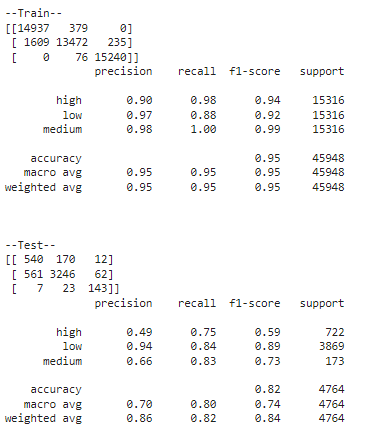 --Train--
[[14937 379 0]
[ 1609 13472 235]
[ 0 76 15240]]
precision recall f1-score support
high 0.90 0.98 0.94 15316
low 0.97 0.88 0.92 15316
medium 0.98 1.00 0.99 15316
accuracy 0.95 45948
macro avg 0.95 0.95 0.95 45948
weighted avg 0.95 0.95 0.95 45948
--Test--
[[ 540 170 12]
[ 561 3246 62]
[ 7 23 143]]
precision recall f1-score support
high 0.49 0.75 0.59 722
low 0.94 0.84 0.89 3869
medium 0.66 0.83 0.73 173
accuracy 0.82 4764
macro avg 0.70 0.80 0.74 4764
weighted avg 0.86 0.82 0.84 4764